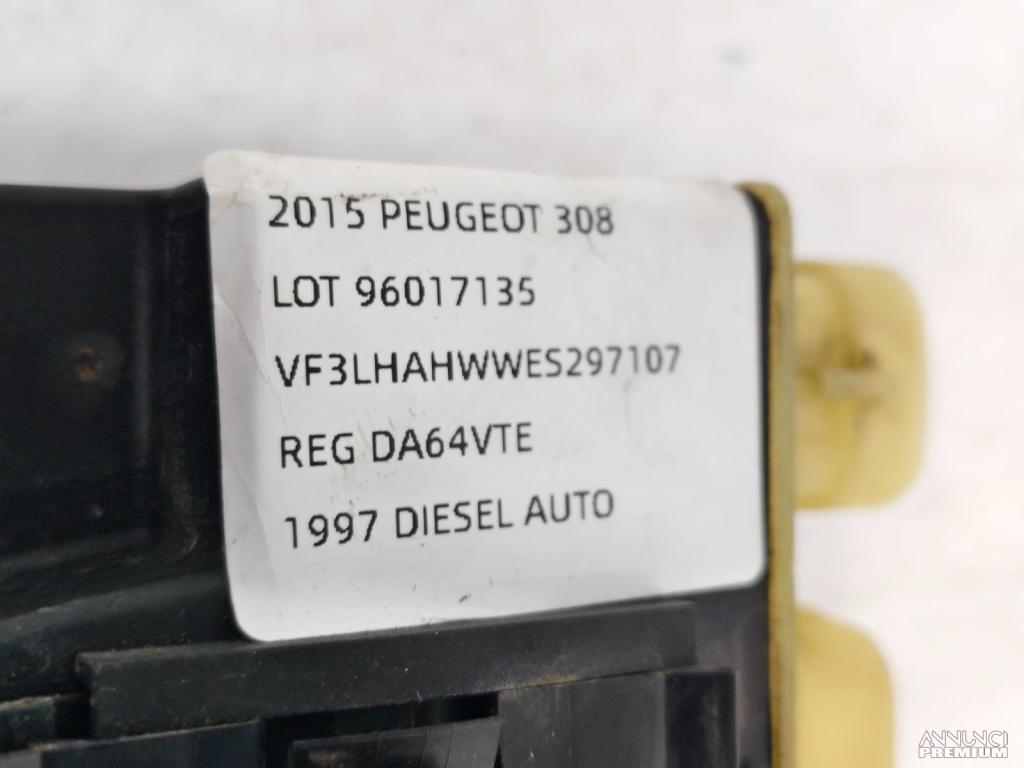 2015 PEUGEOT 308
LOT 96017135
VF3LHAHWWES297107
REG DA64VTE
1997 DIESEL AUTO
ANNUNCI
PREMIUM